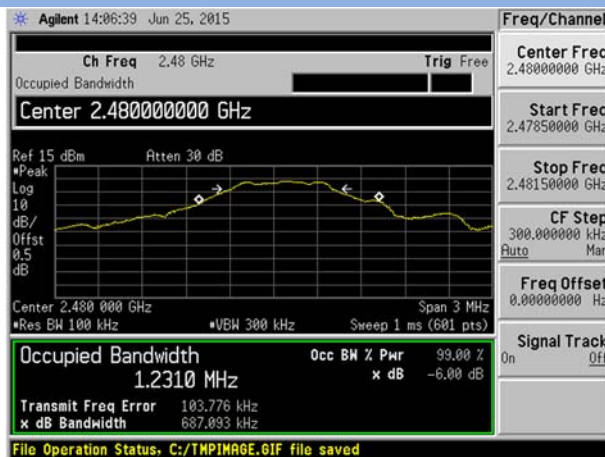 Agilent 14:06:39 Jun 25, 2015
Freq/Channel
Ch Freq 2.48 GHz Trig Free
Occupied Bandwidth
Center 2.480000000 GHz
Center Freq
2.48000000 GHz
Start Freq
2.47850000 GHz
Stop Freq
2.48150000 GHz
CF Step
300.000000 kHz
Auto Man
Freq Offset
0.00000000 Hz
Signal Track
On Off
Ref 15 dBm Atten 30 dB
#Peak
Log
10
dB/
Offst
0.5
dB
Center 2.480 000 GHz Span 3 MHz
#Res BW 100 kHz #VBW 300 kHz Sweep 1 ms (601 pts)
Occupied Bandwidth
1.2310 MHz
Occ BW % Pwr 99.00 %
x dB -6.00 dB
Transmit Freq Error 103.776 kHz
x dB Bandwidth 687.093 kHz
File Operation Status, C:/TMPIMAGE.GIF file saved